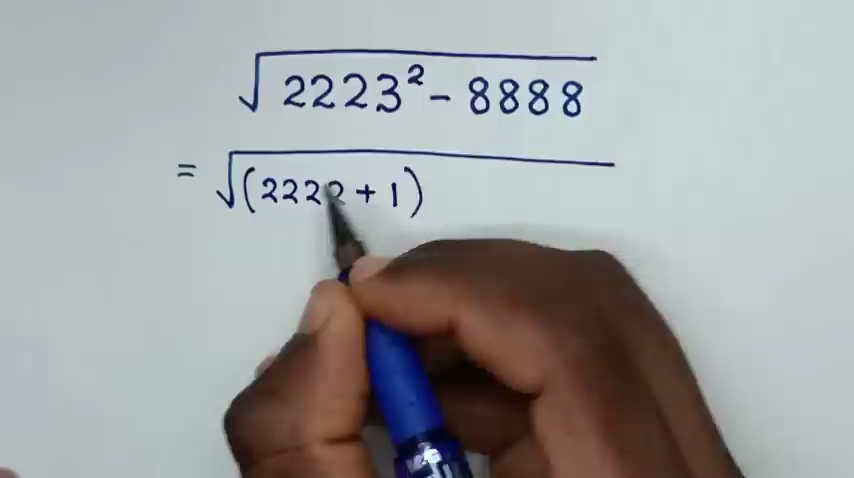 √2223² - 8888
= √(2222 + 1)